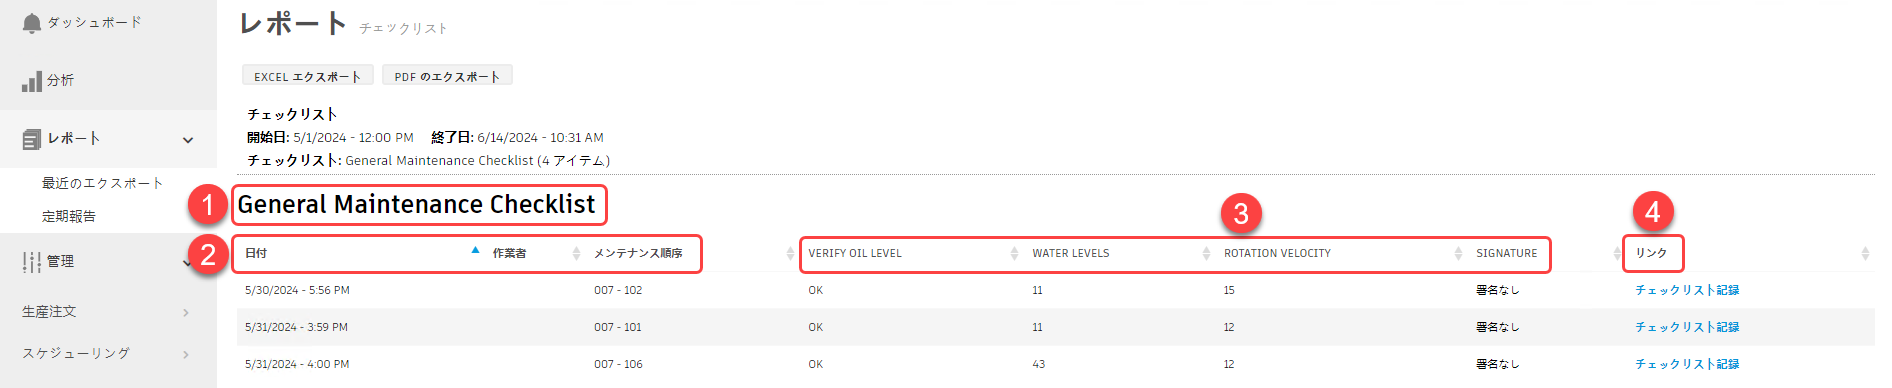 ダッシュボード
分析
レポート
最近のエクスポート
定期報告
管理
生産注文
スケジューリング
レポート チェックリスト
EXCEL エクスポート PDF のエクスポート
チェックリスト
開始日: 5/1/2024 - 12:00 PM 終了日: 6/14/2024 - 10:31 AM
チェックリスト: General Maintenance Checklist (4 アイテム)
1 General Maintenance Checklist
3 4
2 日付 作業者 メンテナンス順序 VERIFY OIL LEVEL WATER LEVELS ROTATION VELOCITY SIGNATURE リンク
5/30/2024 - 5:56 PM 007 - 102 OK 11 15 署名なし チェックリスト記録
5/31/2024 - 3:59 PM 007 - 101 OK 11 12 署名なし チェックリスト記録
5/31/2024 - 4:00 PM 007 - 106 OK 43 12 署名なし チェックリスト記録